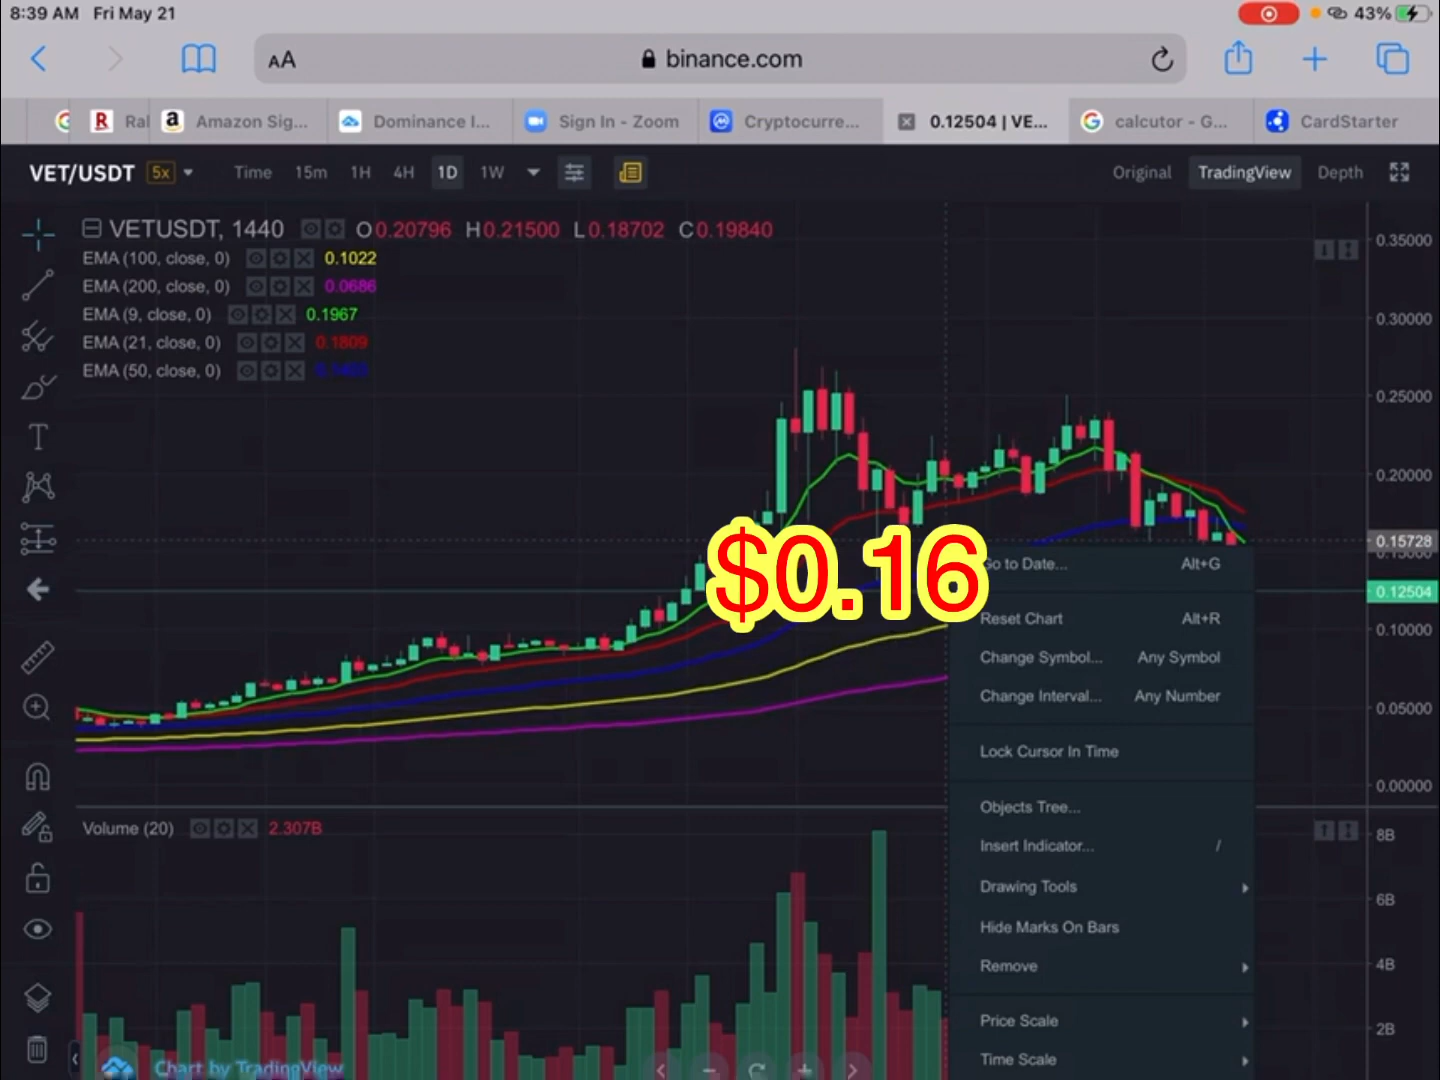 8:39 AM Fri May 21
43%
AA
binance.com
Ral
Amazon Sig...
Dominance I...
Sign In - Zoom
Cryptocurre...
0.12504 | VE...
calcutor - G...
CardStarter
VET/USDT 5x Time 15m 1H 4H 1D 1W Original TradingView Depth
VETUSDT, 1440 O0.20796 H0.21500 L0.18702 C0.19840
EMA (100, close, 0) 0.1022
EMA (200, close, 0) 0.0686
EMA (9, close, 0) 0.1967
EMA (21, close, 0) 0.1809
EMA (50, close, 0)
0.35000
0.30000
0.25000
0.20000
0.15728
0.15000
0.12504
0.10000
0.05000
0.00000
$0.16
Go to Date... Alt+G
Reset Chart Alt+R
Change Symbol... Any Symbol
Change Interval... Any Number
Lock Cursor In Time
Objects Tree...
Insert Indicator... /
Drawing Tools
Hide Marks On Bars
Remove
Price Scale
Time Scale
Volume (20) 2.307B
8B
6B
4B
2B
Chart by TradingView